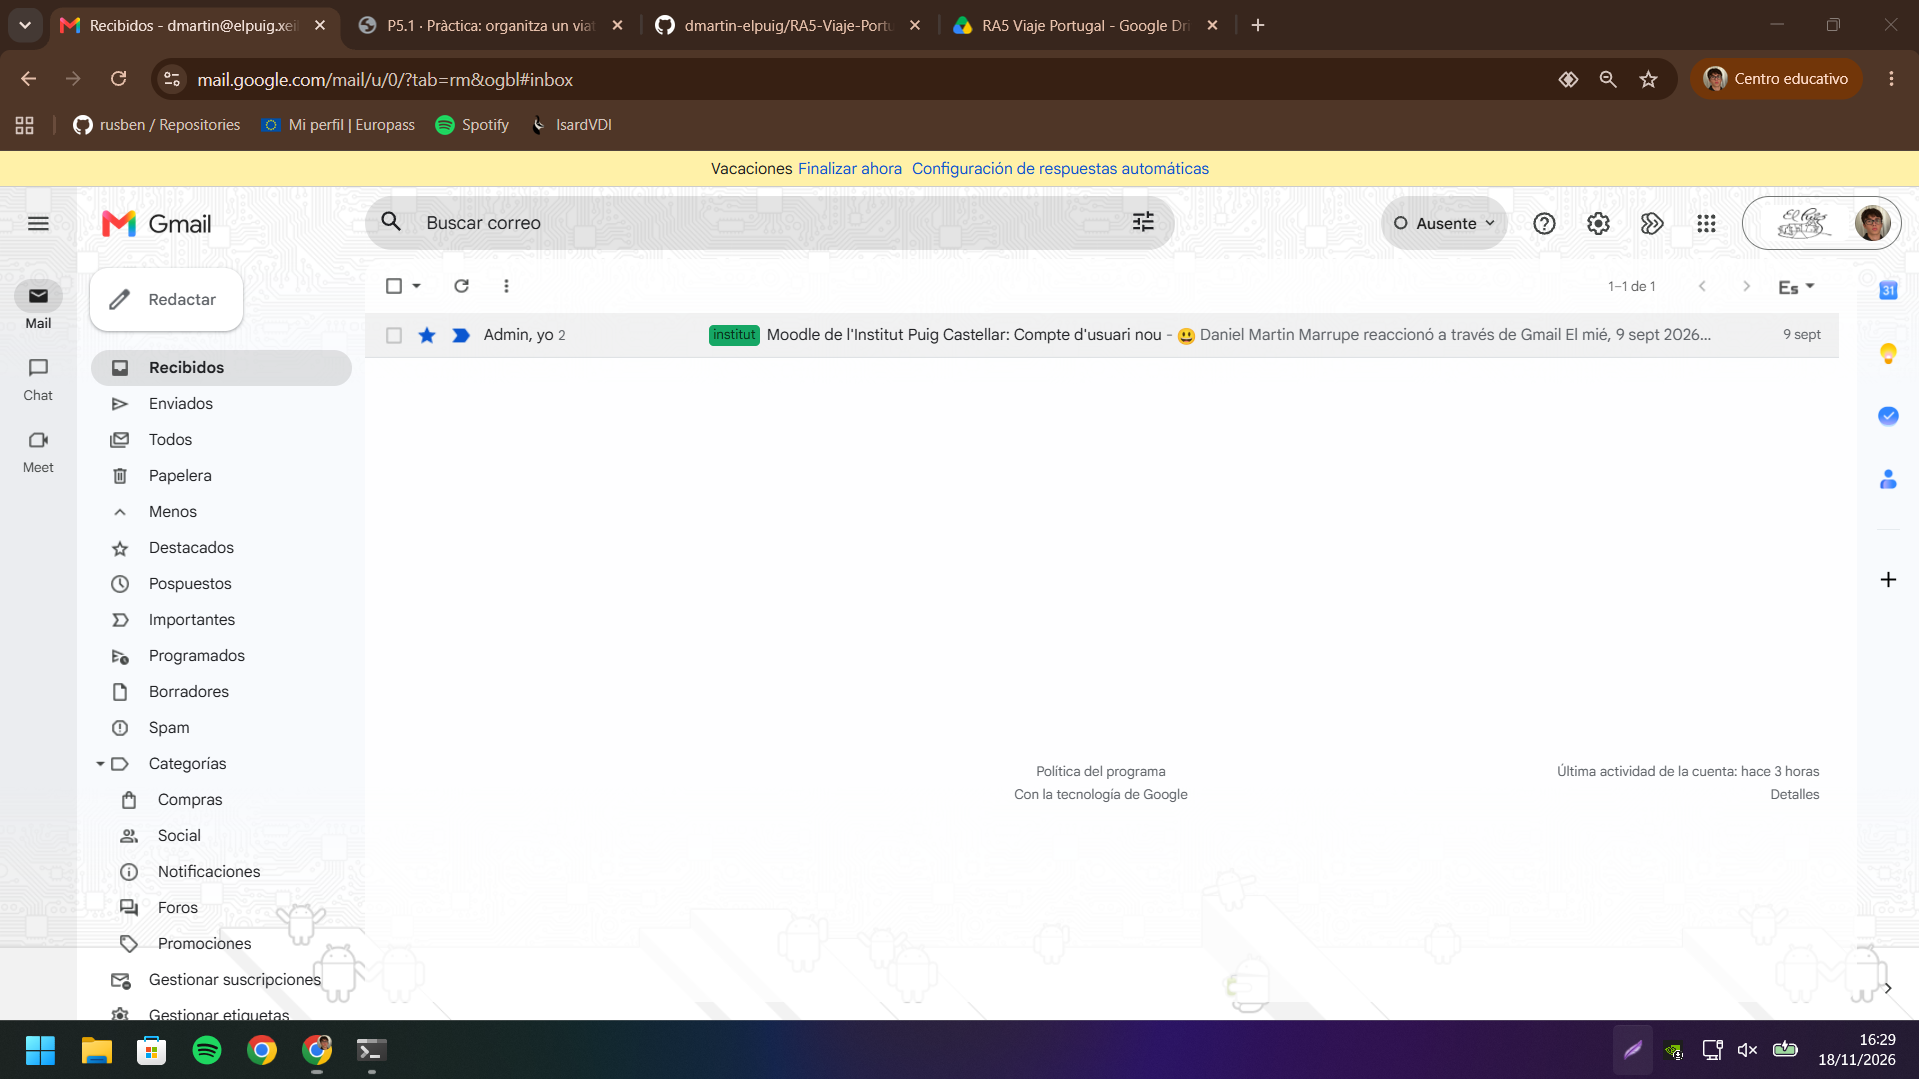 Recibidos - dmartin@elpuig.xei
P5.1 · Pràctica: organitza un viat
dmartin-elpuig/RA5-Viaje-Portu
RA5 Viaje Portugal - Google Dri
mail.google.com/mail/u/0/?tab=rm&ogbl#inbox
Centro educativo
rusben / Repositories
Mi perfil | Europass
Spotify
IsardVDI
Vacaciones Finalizar ahora Configuración de respuestas automáticas
Gmail
Buscar correo
Ausente
El Puig
Redactar
1–1 de 1
Es
31
Mail
Chat
Meet
Admin, yo 2
institut
Moodle de l'Institut Puig Castellar: Compte d'usuari nou - 😃 Daniel Martin Marrupe reaccionó a través de Gmail El mié, 9 sept 2026...
9 sept
Recibidos
Enviados
Todos
Papelera
Menos
Destacados
Pospuestos
Importantes
Programados
Borradores
Spam
Categorías
Compras
Social
Notificaciones
Foros
Promociones
Gestionar suscripciones
Gestionar etiquetas
Política del programa
Con la tecnología de Google
Última actividad de la cuenta: hace 3 horas
Detalles
16:29
18/11/2026